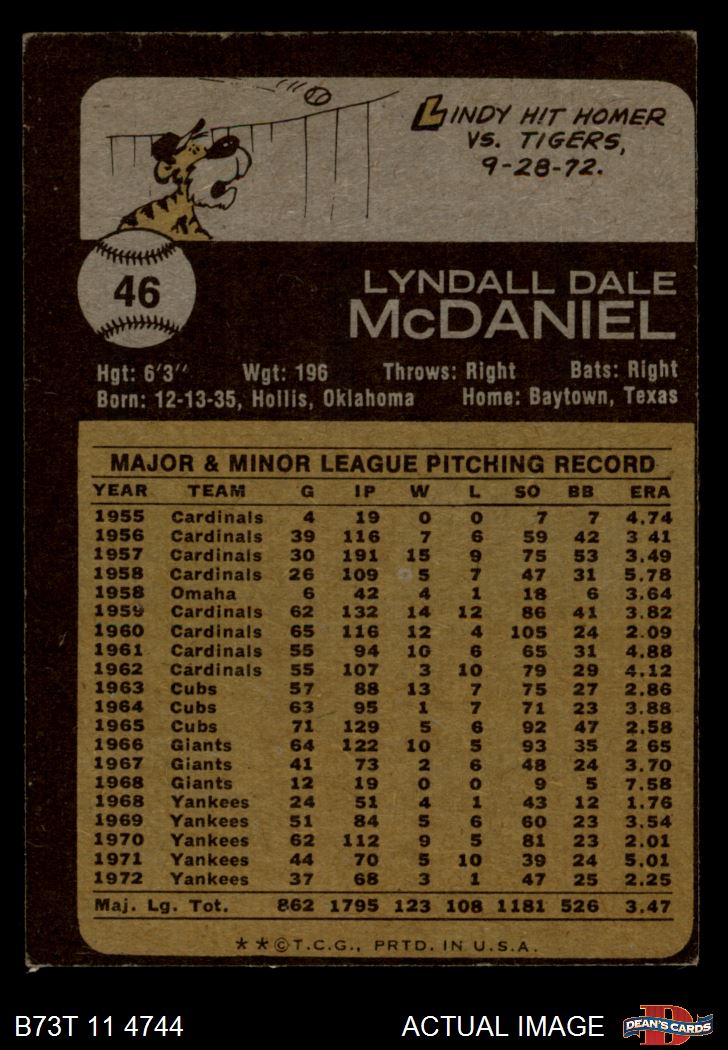 LINDY HIT HOMER
VS. TIGERS,
9-28-72.
46
LYNDALL DALE
McDANIEL
Hgt: 6'3" Wgt: 196 Throws: Right Bats: Right
Born: 12-13-35, Hollis, Oklahoma Home: Baytown, Texas
MAJOR & MINOR LEAGUE PITCHING RECORD
YEAR TEAM G IP W L SO BB ERA
1955 Cardinals 4 19 0 0 7 7 4.74
1956 Cardinals 39 116 7 6 59 42 3 41
1957 Cardinals 30 191 15 9 75 53 3.49
1958 Cardinals 26 109 5 7 47 31 5.78
1958 Omaha 6 42 4 1 18 6 3.64
1959 Cardinals 62 132 14 12 86 41 3.82
1960 Cardinals 65 116 12 4 105 24 2.09
1961 Cardinals 55 94 10 6 65 31 4.88
1962 Cardinals 55 107 3 10 79 29 4.12
1963 Cubs 57 88 13 7 75 27 2.86
1964 Cubs 63 95 1 7 71 23 3.88
1965 Cubs 71 129 5 6 92 47 2.58
1966 Giants 64 122 10 5 93 35 2 65
1967 Giants 41 73 2 6 48 24 3.70
1968 Giants 12 19 0 0 9 5 7.58
1968 Yankees 24 51 4 1 43 12 1.76
1969 Yankees 51 84 5 6 60 23 3.54
1970 Yankees 62 112 9 5 81 23 2.01
1971 Yankees 44 70 5 10 39 24 5.01
1972 Yankees 37 68 3 1 47 25 2.25
Maj. Lg. Tot. 862 1795 123 108 1181 526 3.47
**©T.C.G., PRTD. IN U.S.A.
B73T 11 4744 ACTUAL IMAGE D DEAN'S CARDS